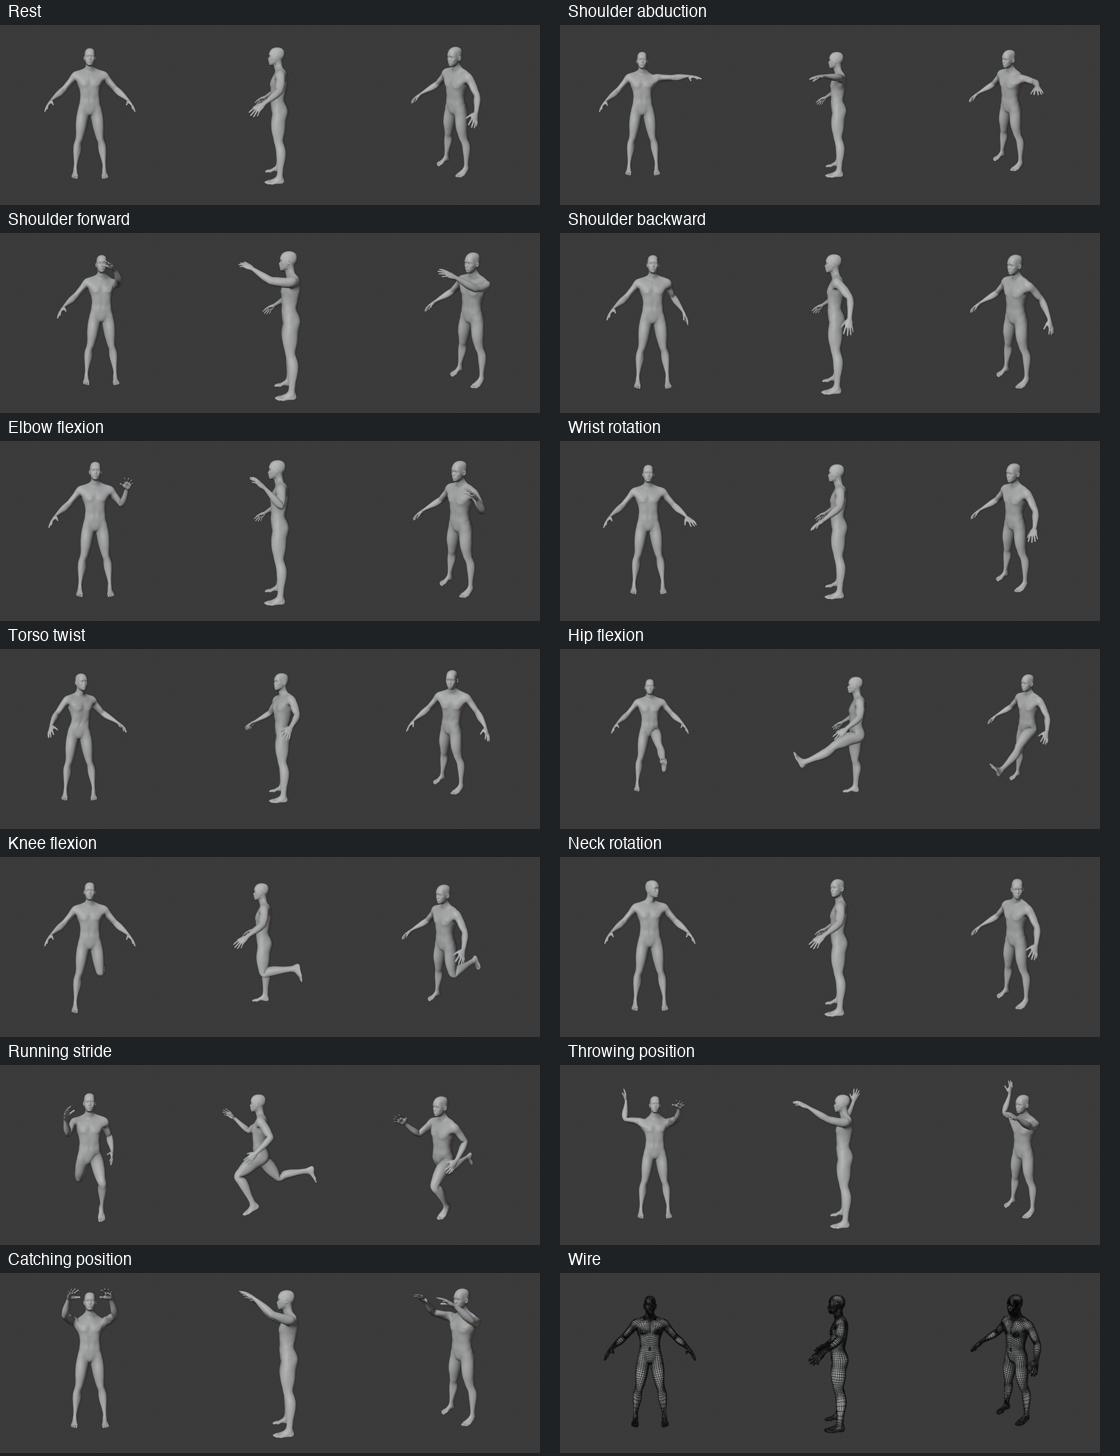 Rest
Shoulder abduction
Shoulder forward
Shoulder backward
Elbow flexion
Wrist rotation
Torso twist
Hip flexion
Knee flexion
Neck rotation
Running stride
Throwing position
Catching position
Wire